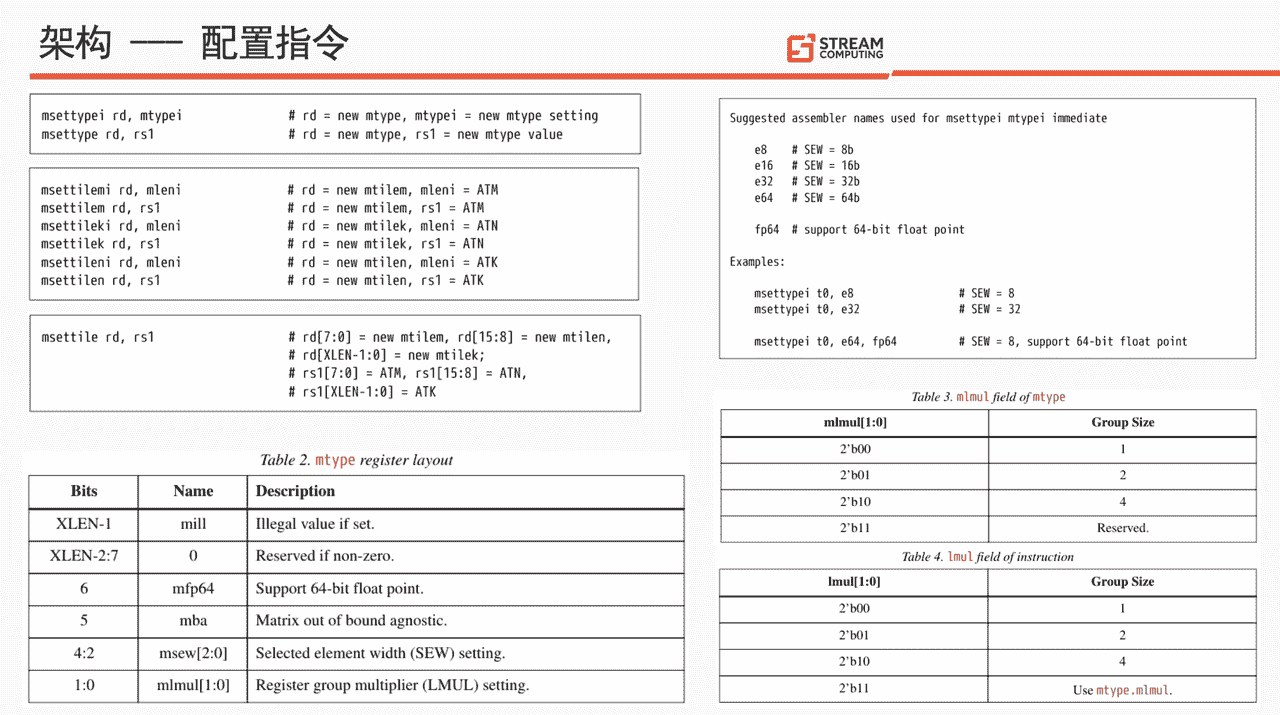 架构 —— 配置指令
STREAM
COMPUTING
msettypei rd, mtypei # rd = new mtype, mtypei = new mtype setting
msettype rd, rs1 # rd = new mtype, rs1 = new mtype value
msettilemi rd, mleni # rd = new mtilem, mleni = ATM
msettilem rd, rs1 # rd = new mtilem, rs1 = ATM
msettileki rd, mleni # rd = new mtilek, mleni = ATN
msettilek rd, rs1 # rd = new mtilek, rs1 = ATN
msettileni rd, mleni # rd = new mtilen, mleni = ATK
msettilen rd, rs1 # rd = new mtilen, rs1 = ATK
msettile rd, rs1 # rd[7:0] = new mtilem, rd[15:8] = new mtilen,
# rd[XLEN-1:0] = new mtilek;
# rs1[7:0] = ATM, rs1[15:8] = ATN,
# rs1[XLEN-1:0] = ATK
Table 2. mtype register layout
Bits Name Description
XLEN-1 mill Illegal value if set.
XLEN-2:7 0 Reserved if non-zero.
6 mfp64 Support 64-bit float point.
5 mba Matrix out of bound agnostic.
4:2 msew[2:0] Selected element width (SEW) setting.
1:0 mlmul[1:0] Register group multiplier (LMUL) setting.
Suggested assembler names used for msettypei mtypei immediate
e8 # SEW = 8b
e16 # SEW = 16b
e32 # SEW = 32b
e64 # SEW = 64b
fp64 # support 64-bit float point
Examples:
msettypei t0, e8 # SEW = 8
msettypei t0, e32 # SEW = 32
msettypei t0, e64, fp64 # SEW = 8, support 64-bit float point
Table 3. mlmul field of mtype
mlmul[1:0] Group Size
2’b00 1
2’b01 2
2’b10 4
2’b11 Reserved.
Table 4. lmul field of instruction
lmul[1:0] Group Size
2’b00 1
2’b01 2
2’b10 4
2’b11 Use mtype.mlmul.